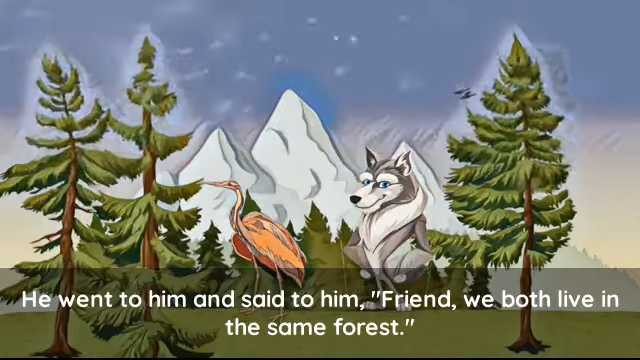 He went to him and said to him, "Friend, we both live in
the same forest."